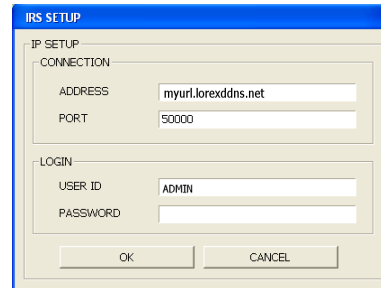 IRS SETUP
IP SETUP
CONNECTION
ADDRESS myurl.lorexddns.net
PORT 50000
LOGIN
USER ID ADMIN
PASSWORD
OK CANCEL